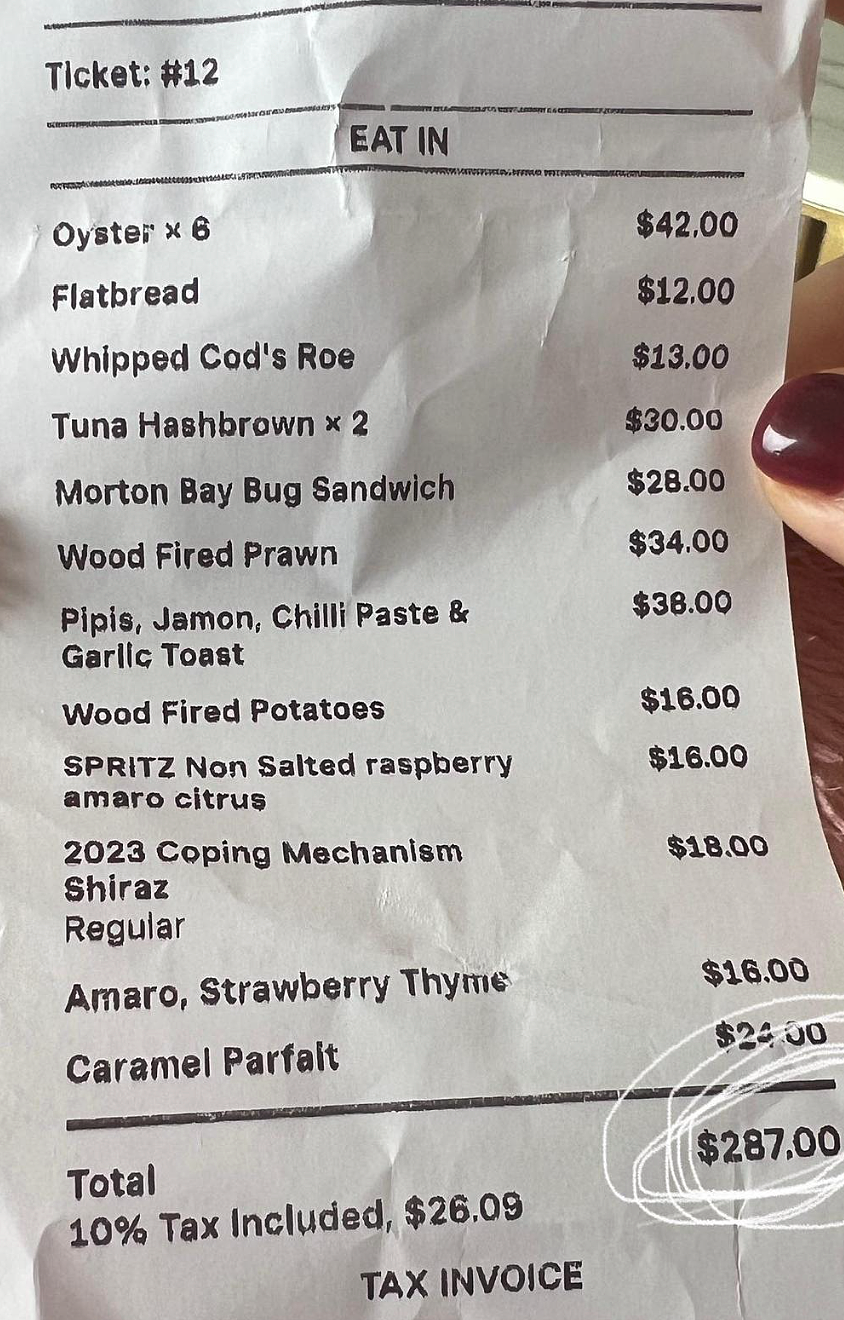 Ticket: #12
EAT IN
Oyster × 6 $42.00
Flatbread $12.00
Whipped Cod's Roe $13.00
Tuna Hashbrown × 2 $30.00
Morton Bay Bug Sandwich $28.00
Wood Fired Prawn $34.00
Pipis, Jamon, Chilli Paste & $38.00
Garlic Toast
Wood Fired Potatoes $16.00
SPRITZ Non Salted raspberry $16.00
amaro citrus
2023 Coping Mechanism $18.00
Shiraz
Regular
Amaro, Strawberry Thyme $16.00
Caramel Parfait $24.00
Total $287.00
10% Tax Included, $26.09
TAX INVOICE